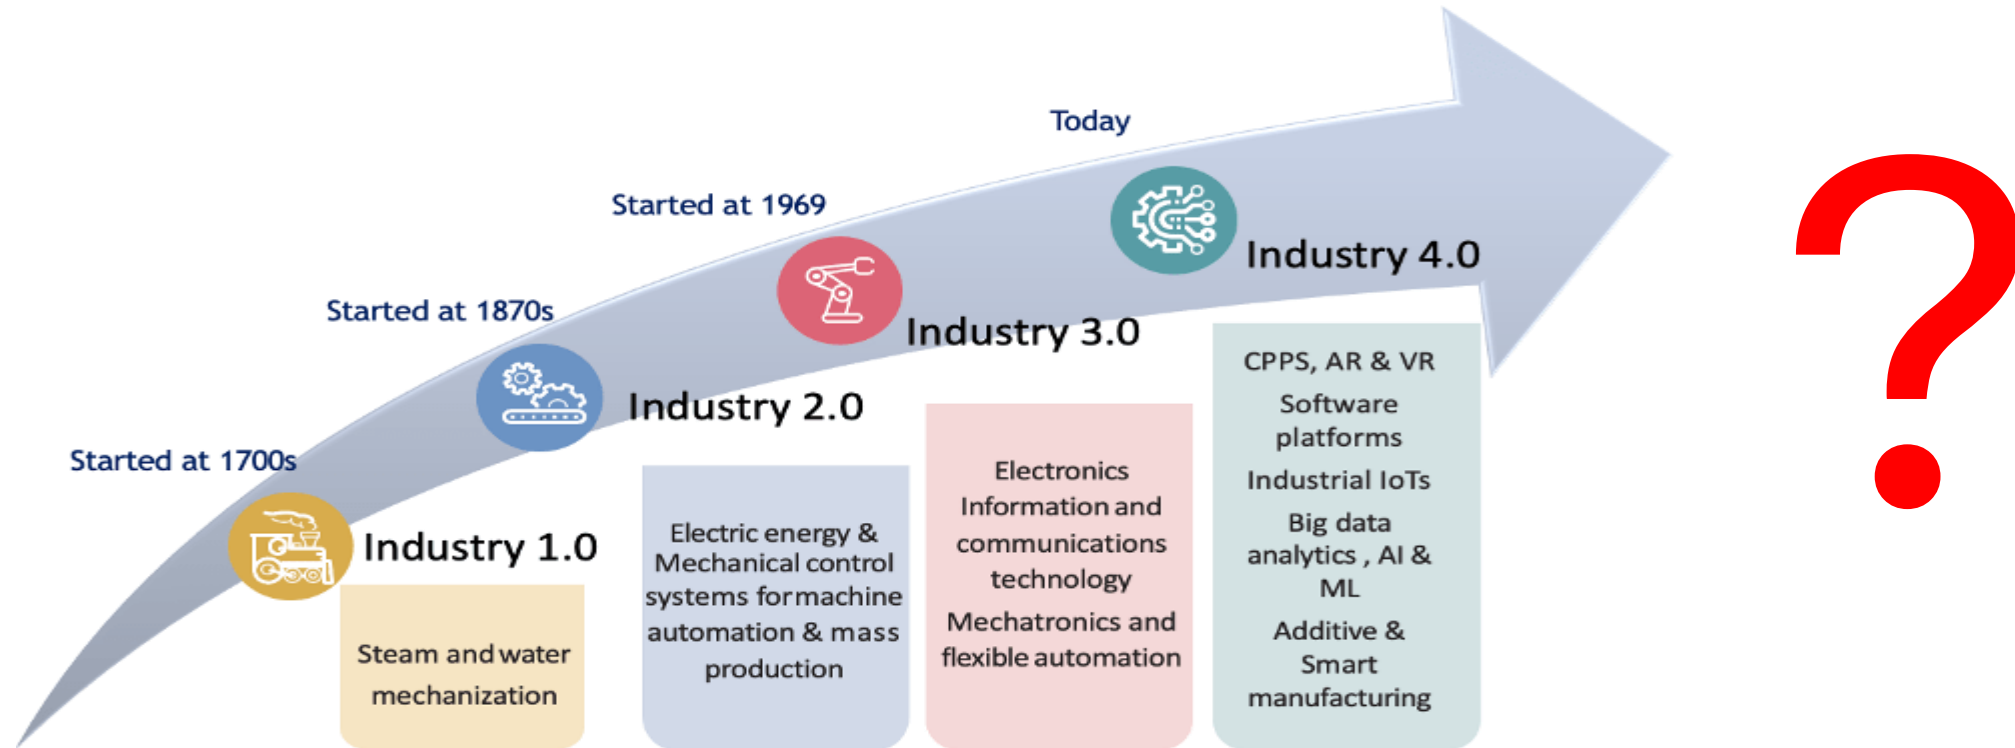 Started at 1700s
Industry 1.0
Steam and water
mechanization
Started at 1870s
Industry 2.0
Electric energy &
Mechanical control
systems formachine
automation & mass
production
Started at 1969
Industry 3.0
Electronics
Information and
communications
technology
Mechatronics and
flexible automation
Today
Industry 4.0
CPPS, AR & VR
Software
platforms
Industrial IoTs
Big data
analytics , AI &
ML
Additive &
Smart
manufacturing
?